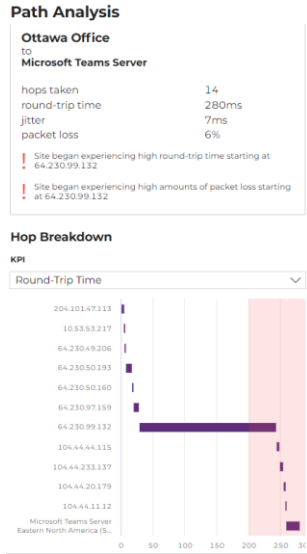 Path Analysis
Ottawa Office
to
Microsoft Teams Server
hops taken 14
round-trip time 280ms
jitter 7ms
packet loss 6%
! Site began experiencing high round-trip time starting at
64.230.99.132
! Site began experiencing high amounts of packet loss starting
at 64.230.99.132
Hop Breakdown
KPI
Round-Trip Time
204.101.47.113
10.53.53.217
64.230.49.206
64.230.50.193
64.230.50.160
64.230.97.159
64.230.99.132
104.44.44.115
104.44.233.137
104.44.20.179
104.44.11.12
Microsoft Teams Server
Eastern North America (S...
0 50 100 150 200 250